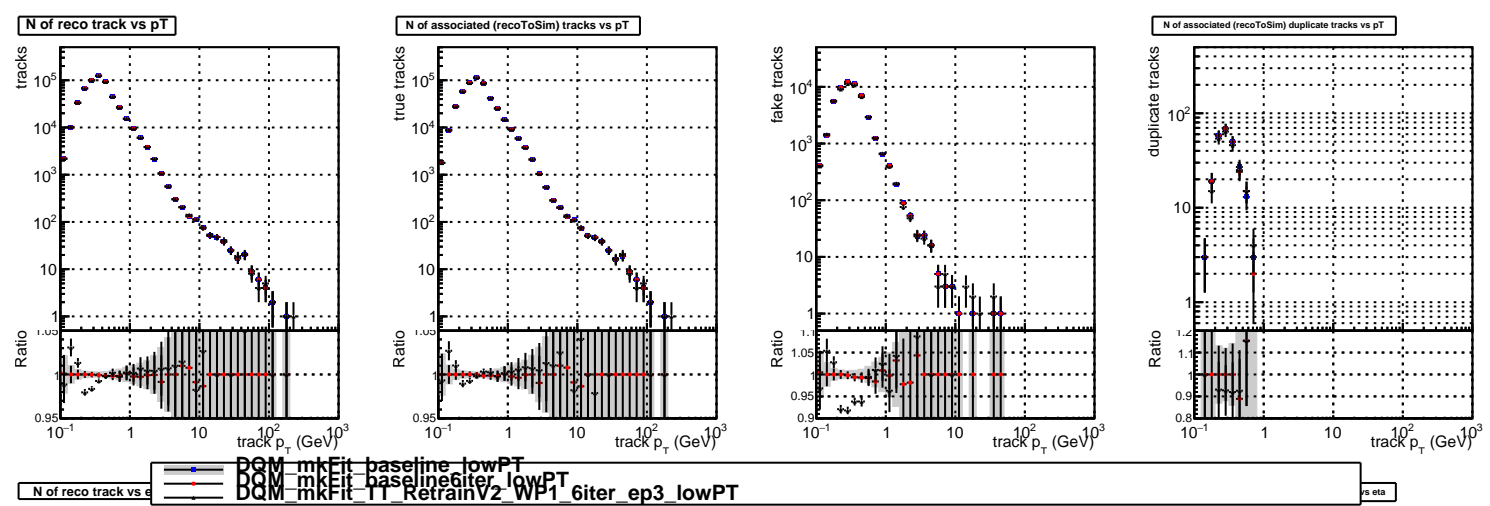 N of reco track vs pT
N of associated (recoToSim) tracks vs pT
N of associated (recoToSim) duplicate tracks vs pT
tracks
10^5
10^4
10^3
10^2
10
1
Ratio
1.05
1
0.95
10^-1 1 10 10^2 10^3
track p_T (GeV)
true tracks
10^5
10^4
10^3
10^2
10
1
Ratio
1.05
1
0.95
10^-1 1 10 10^2 10^3
track p_T (GeV)
fake tracks
10^4
10^3
10^2
10
1
Ratio
1.1
1.05
1
0.95
0.9
10^-1 1 10 10^2 10^3
track p_T (GeV)
duplicate tracks
10^2
10
1
Ratio
1.2
1.1
1
0.9
0.8
10^-1 1 10 10^2 10^3
track p_T (GeV)
DQM_mkFit_baseline_lowPT
DQM_mkFit_baseline6iter_lowPT
DQM_mkFit_TT_RetrainV2_WP1_6iter_ep3_lowPT
N of reco track vs e
vs eta